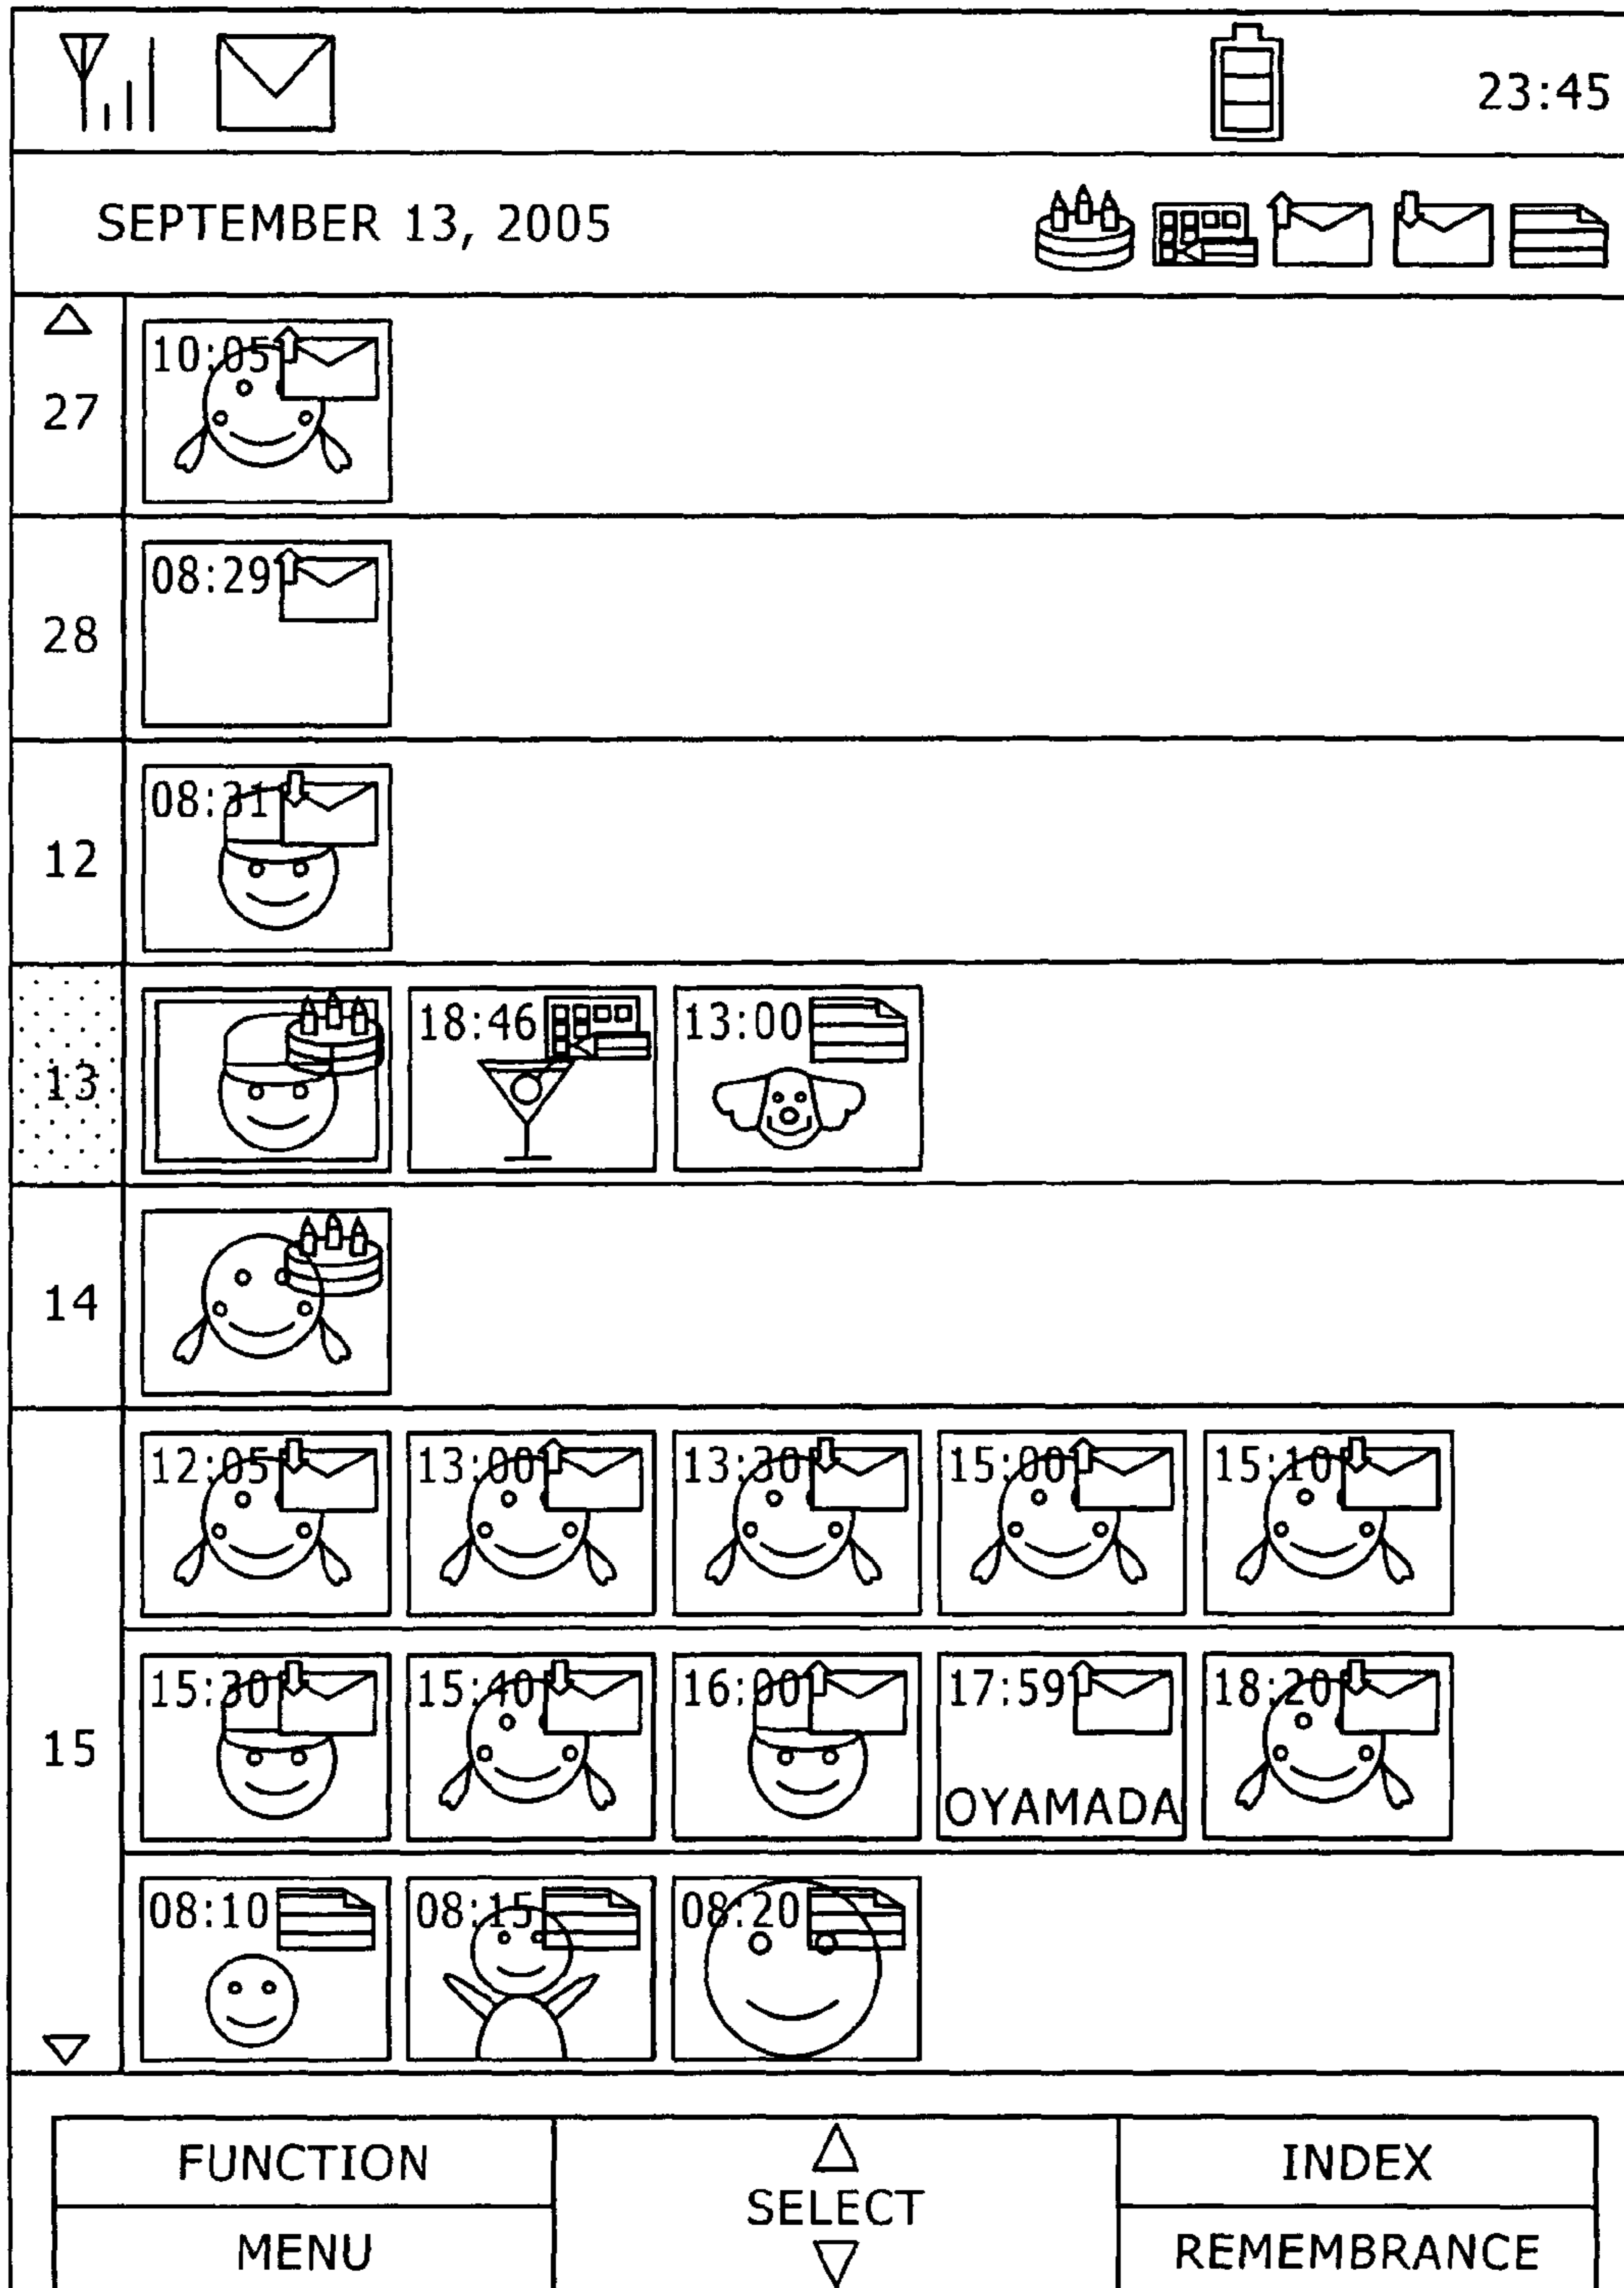 23:45
SEPTEMBER 13, 2005
27
10:05
28
08:29
12
08:31
13
18:46 13:00
14
12:05 13:00 13:30 15:00 15:10
15
15:30 15:40 16:00 17:59 18:20
OYAMADA
08:10 08:15 08:20
FUNCTION
SELECT
INDEX
MENU
REMEMBRANCE